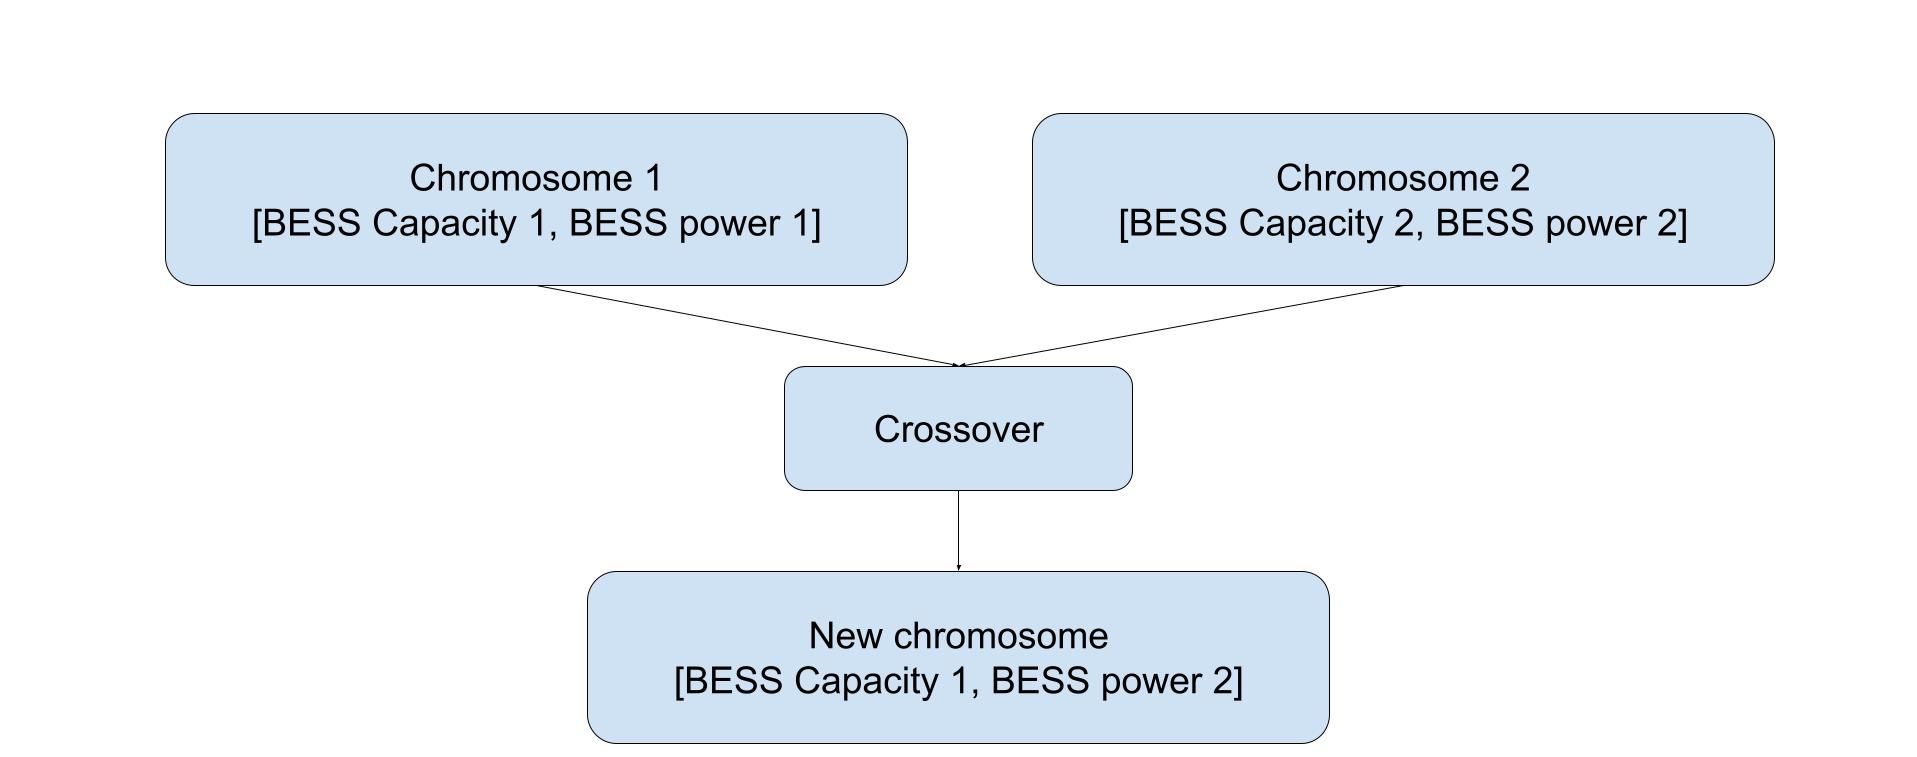 Chromosome 1
[BESS Capacity 1, BESS power 1]
Chromosome 2
[BESS Capacity 2, BESS power 2]
Crossover
New chromosome
[BESS Capacity 1, BESS power 2]